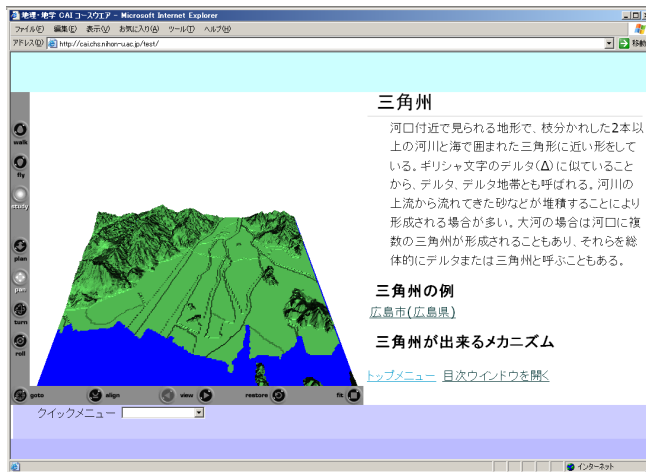 地理・地学 CAI コースウエア - Microsoft Internet Explorer
ファイル(F) 編集(E) 表示(V) お気に入り(A) ツール(T) ヘルプ(H)
アドレス(D) http://cai.chs.nihon-u.ac.jp/test/ 移動
三角州
河口付近で見られる地形で、枝分かれした2本以
上の河川と海で囲まれた三角形に近い形をして
いる。ギリシャ文字のデルタ(Δ)に似ていること
から、デルタ、デルタ地帯とも呼ばれる。河川の
上流から流れてきた砂などが堆積することにより
形成される場合が多い。大河の場合は河口に複
数の三角州が形成されることもあり、それらを総
体的にデルタまたは三角州と呼ぶこともある。
三角州の例
広島市(広島県)
三角州が出来るメカニズム
トップメニュー 目次ウインドウを開く
walk
fly
study
plan
pan
turn
roll
goto align view restore fit
クイックメニュー
インターネット